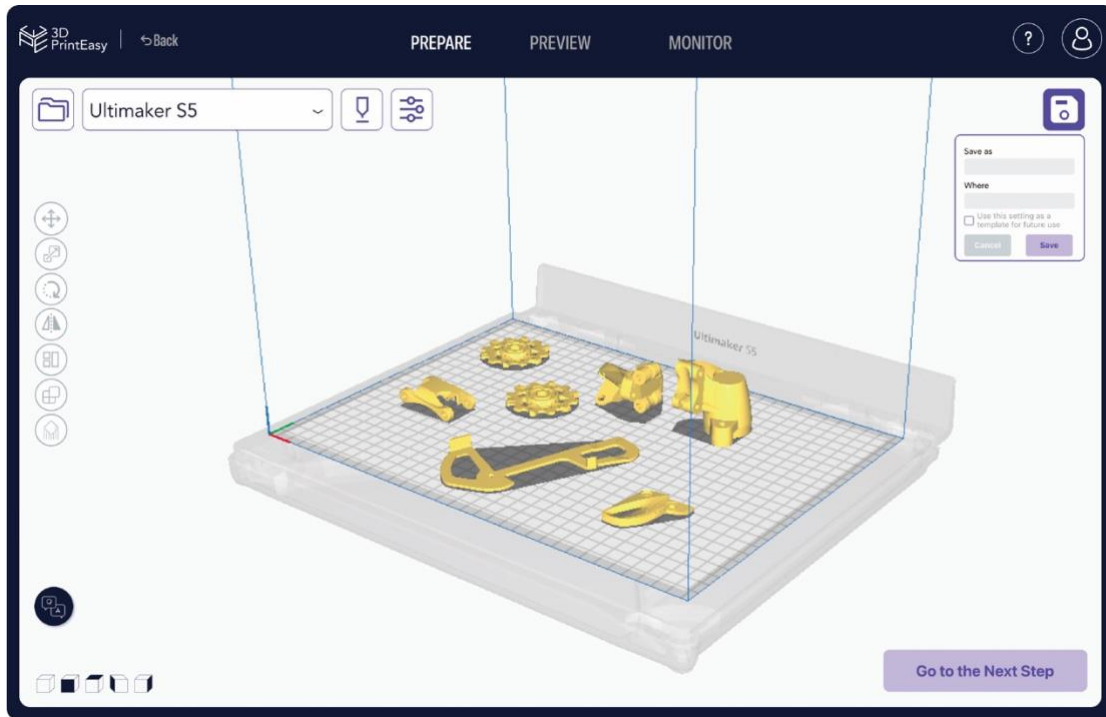 3D
PrintEasy
Back
PREPARE
PREVIEW
MONITOR
?
Ultimaker S5
Save as
Where
Use this setting as a
template for future use
Cancel
Save
Ultimaker S5
Q
A
Go to the Next Step